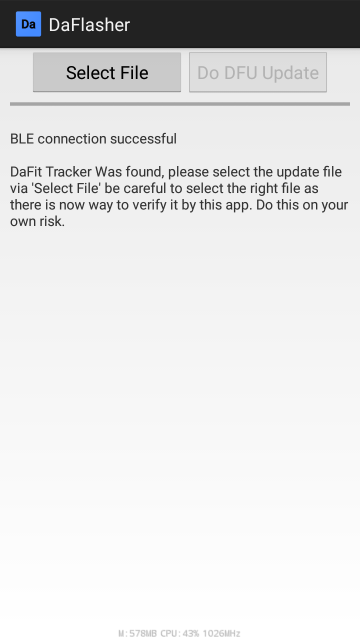 Da DaFlasher
Select File Do DFU Update
BLE connection successful
DaFit Tracker Was found, please select the update file
via 'Select File' be careful to select the right file as
there is now way to verify it by this app. Do this on your
own risk.
M:578MB CPU:43% 1026MHz